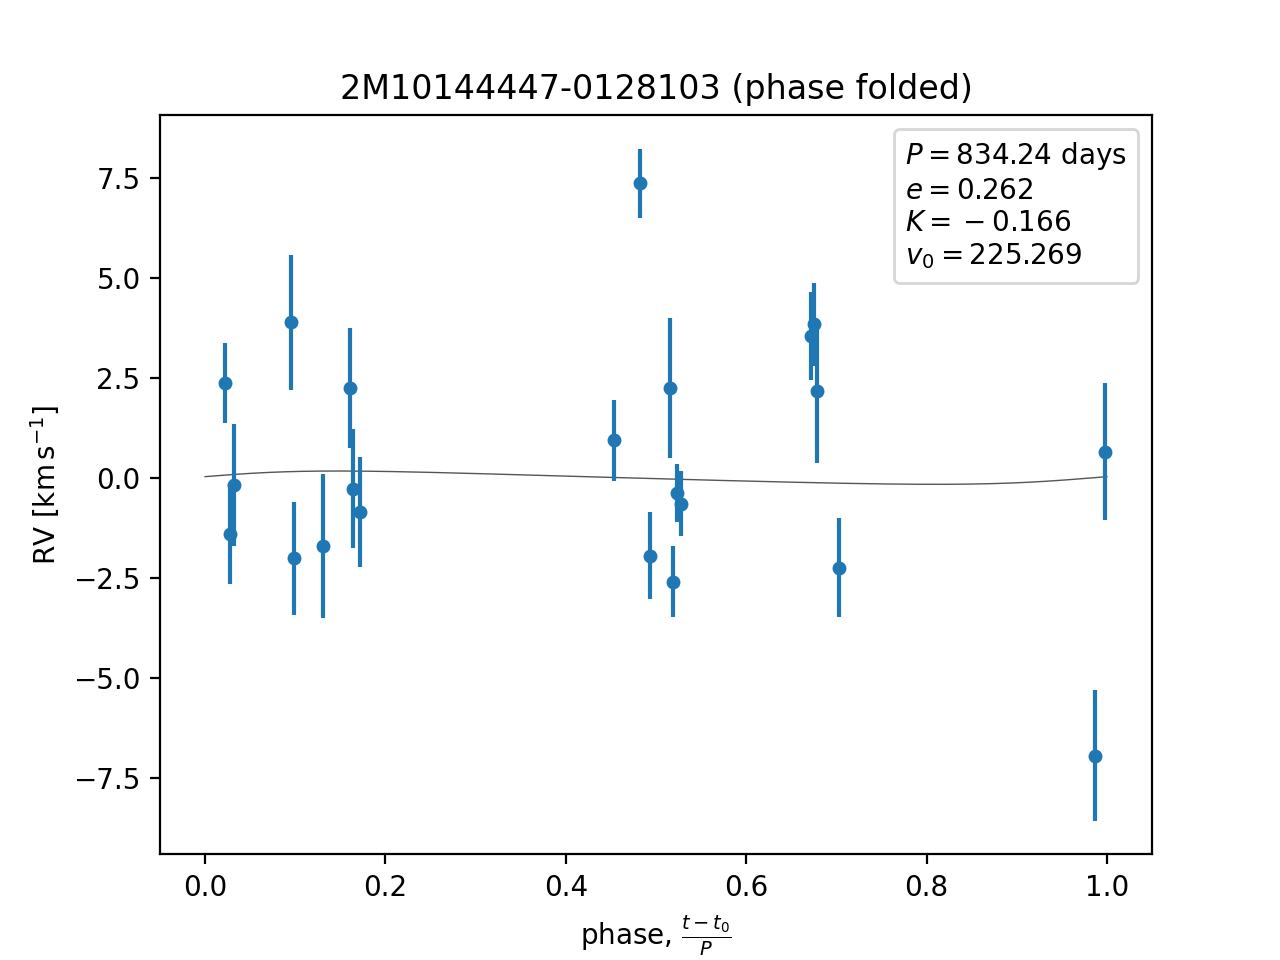 2M10144447-0128103 (phase folded)
P = 834.24 days
e = 0.262
K = −0.166
v₀ = 225.269
7.5
5.0
2.5
0.0
−2.5
−5.0
−7.5
RV [km s⁻¹]
0.0 0.2 0.4 0.6 0.8 1.0
phase, (t − t₀)/P